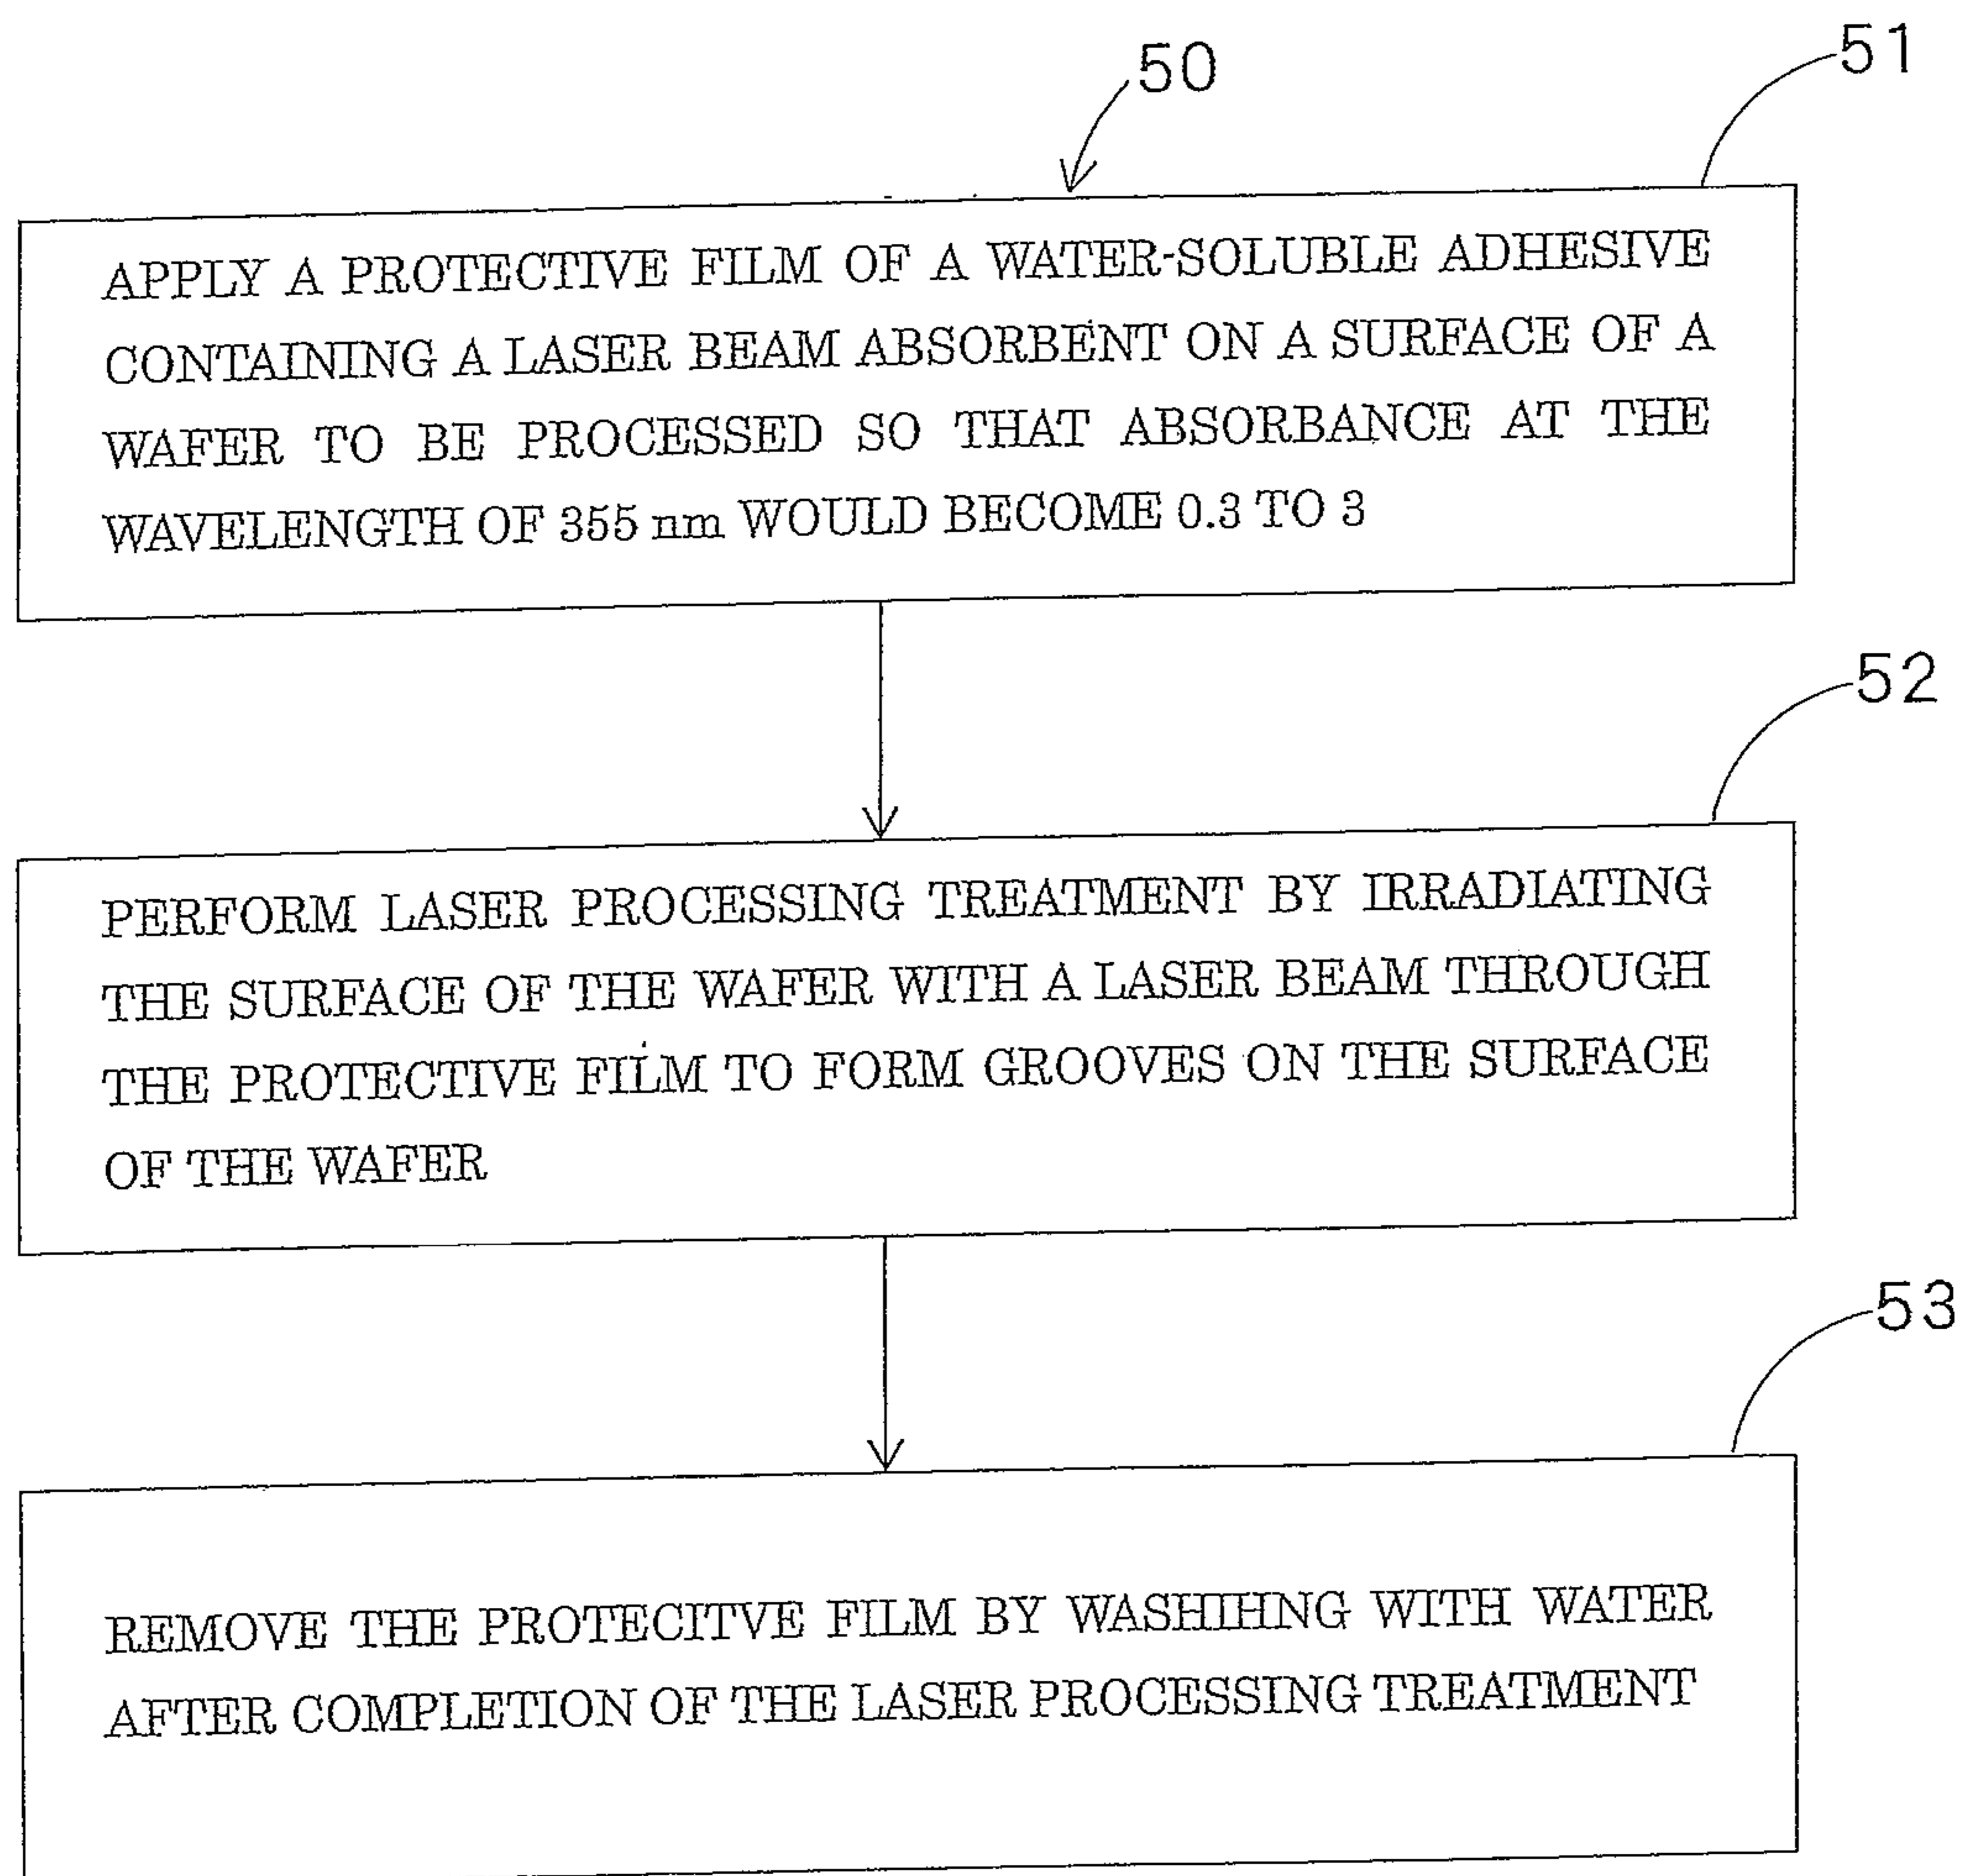 50
51
APPLY A PROTECTIVE FILM OF A WATER-SOLUBLE ADHESIVE
CONTAINING A LASER BEAM ABSORBENT ON A SURFACE OF A
WAFER TO BE PROCESSED SO THAT ABSORBANCE AT THE
WAVELENGTH OF 355 nm WOULD BECOME 0.3 TO 3
52
PERFORM LASER PROCESSING TREATMENT BY IRRADIATING
THE SURFACE OF THE WAFER WITH A LASER BEAM THROUGH
THE PROTECTIVE FILM TO FORM GROOVES ON THE SURFACE
OF THE WAFER
53
REMOVE THE PROTECITVE FILM BY WASHIHNG WITH WATER
AFTER COMPLETION OF THE LASER PROCESSING TREATMENT